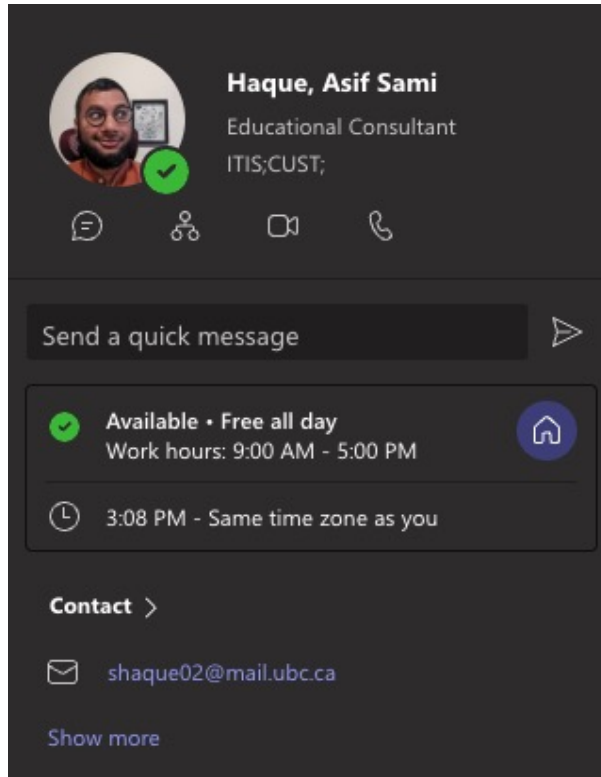 Haque, Asif Sami
Educational Consultant
ITIS;CUST;
Send a quick message
Available • Free all day
Work hours: 9:00 AM - 5:00 PM
3:08 PM - Same time zone as you
Contact >
shaque02@mail.ubc.ca
Show more